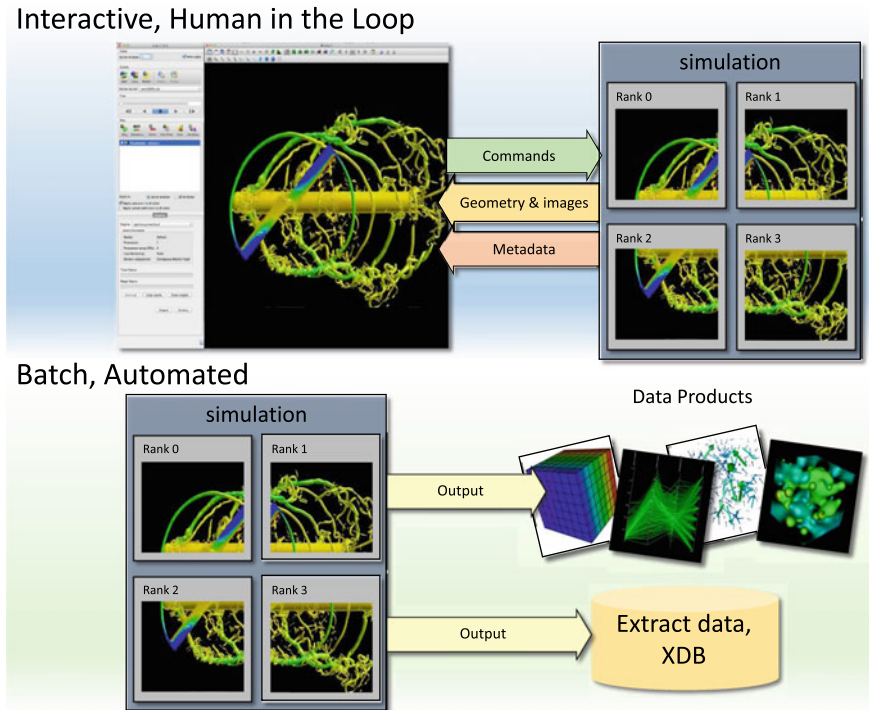 Interactive, Human in the Loop
simulation
Rank 0
Rank 1
Commands
Geometry & images
Metadata
Rank 2
Rank 3
Batch, Automated
simulation
Rank 0
Rank 1
Rank 2
Rank 3
Output
Output
Data Products
Extract data,
XDB